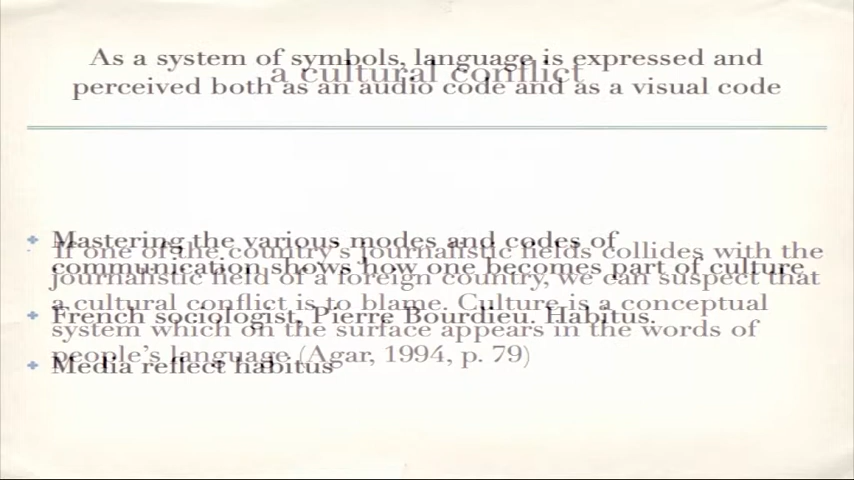 As a system of symbols, language is expressed and
perceived both as an audio code and as a visual code
a cultural conflict
Mastering the various modes and codes of
communication shows how one becomes part of culture
French sociologist, Pierre Bourdieu. Habitus.
Media reflect habitus
If one of the country's journalistic fields collides with the
journalistic field of a foreign country, we can suspect that
a cultural conflict is to blame. Culture is a conceptual
system which on the surface appears in the words of
people's language (Agar, 1994, p. 79)